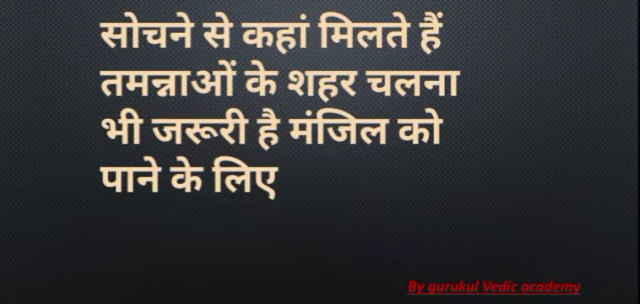 सोचने से कहां मिलते हैं
तमन्नाओं के शहर चलना
भी जरूरी है मंजिल को
पाने के लिए
By gurukul Vedic academy